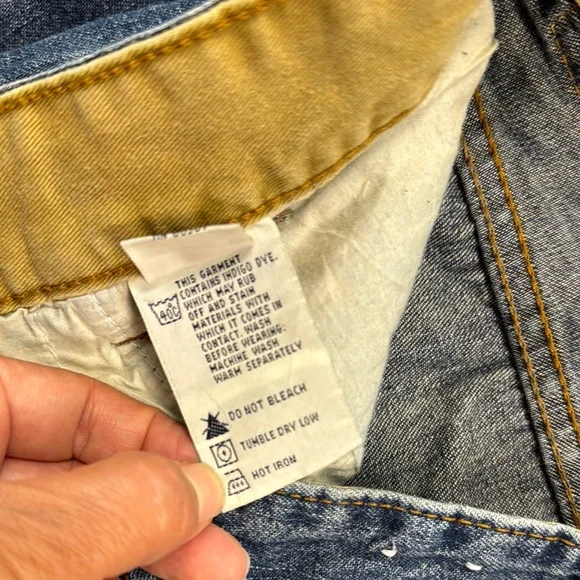 THIS GARMENT
CONTAINS INDIGO DYE.
WHICH MAY RUB
OFF AND STAIN
MATERIALS WITH
WHICH IT COMES IN
CONTACT. WASH
BEFORE WEARING.
MACHINE WASH
WARM SEPARATELY
40C
DO NOT BLEACH
TUMBLE DRY LOW
HOT IRON